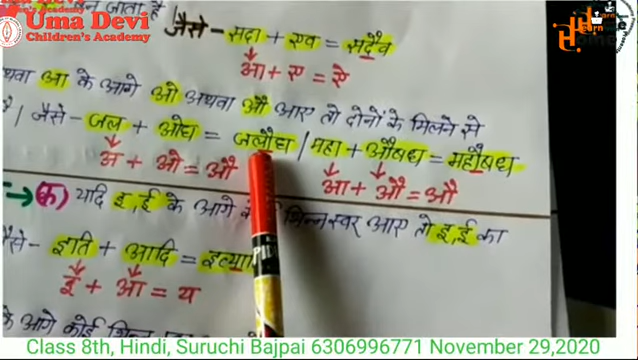 Uma Devi
Children's Academy
जाता है
जैसे- सदा + एव = सदैव
आ + ए = ऐ
अथवा आ के आगे ओ अथवा औ आए तो दोनों के मिलने से
है। जैसे- जल + ओघ = जलौघ / महा + औषध = महौषध
अ + ओ = औ आ + औ = औ
(क) यदि इ, ई के आगे भिन्न स्वर आए तो इ, ई का
जैसे- इति + आदि =
इ + आ = य
के आगे कोई भिन्न
Class 8th, Hindi, Suruchi Bajpai 6306996771 November 29,2020